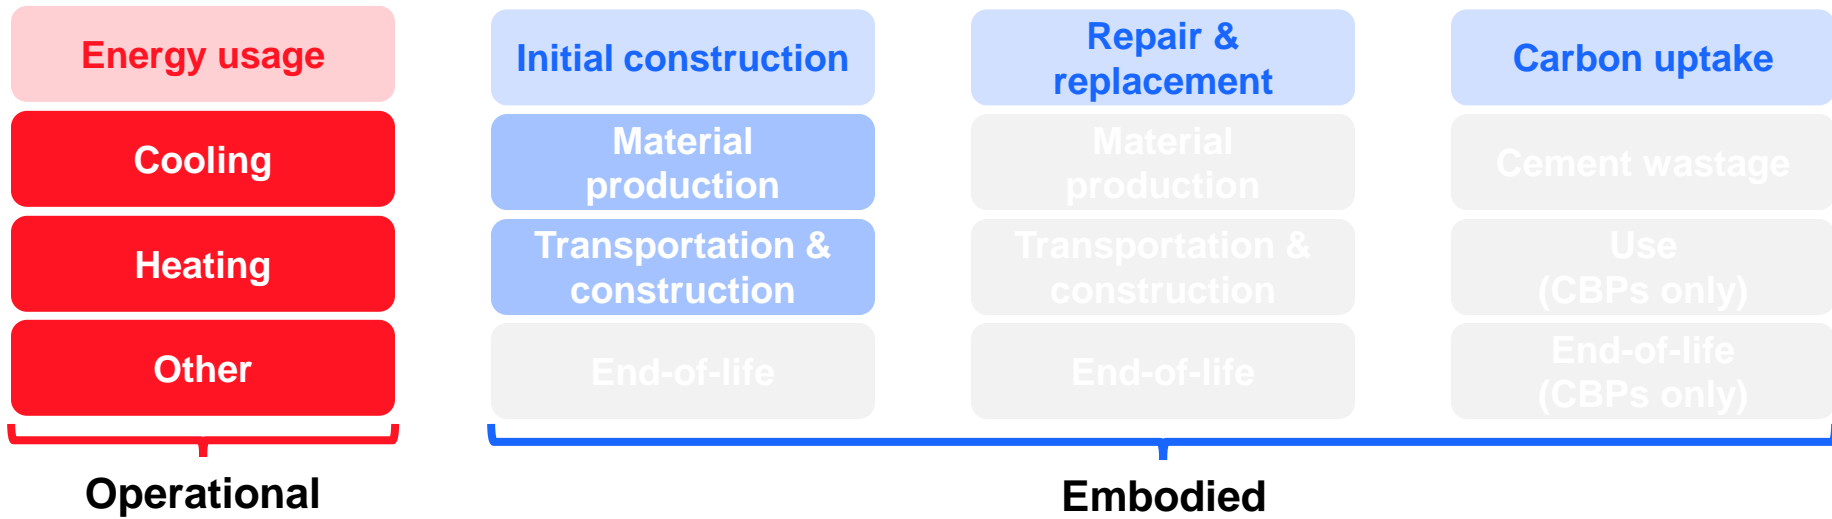 Energy usage
Cooling
Heating
Other
Operational
Initial construction
Material
production
Transportation &
construction
End-of-life
Repair &
replacement
Material
production
Transportation &
construction
End-of-life
Carbon uptake
Cement wastage
Use
(CBPs only)
End-of-life
(CBPs only)
Embodied